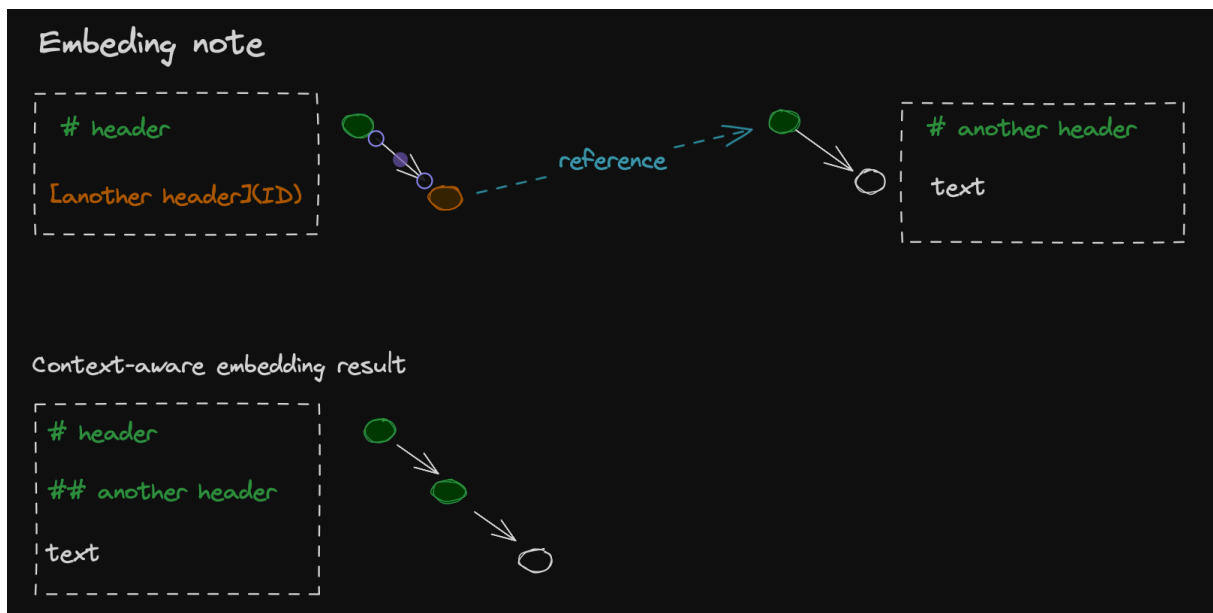 Embeding note
# header
[another header](ID)
reference
# another header
text
Context-aware embedding result
# header
## another header
text